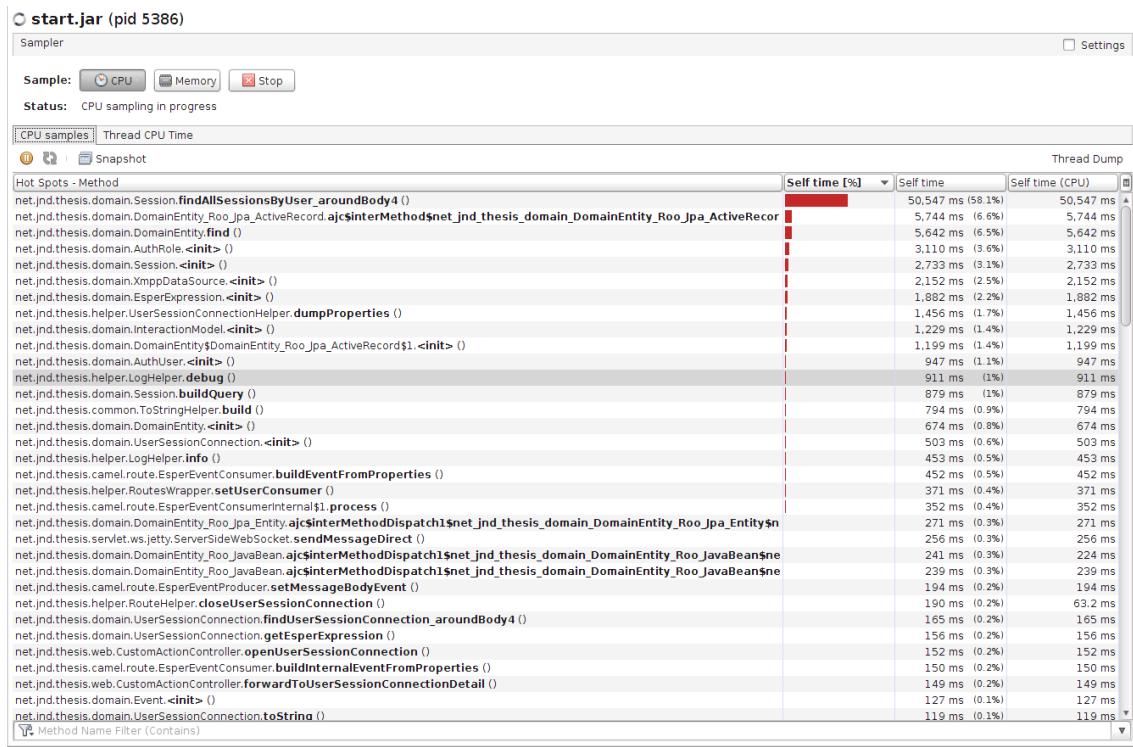 start.jar (pid 5386)
Sampler Settings
Sample: CPU Memory Stop
Status: CPU sampling in progress
CPU samples Thread CPU Time
Snapshot Thread Dump
Hot Spots - Method Self time [%] Self time Self time (CPU)
net.jnd.thesis.domain.Session.findAllSessionsByUser_aroundBody4 () 50,547 ms (58.1%) 50,547 ms
net.jnd.thesis.domain.DomainEntity_Roo_Jpa_ActiveRecord.ajc$interMethod$net_jnd_thesis_domain_DomainEntity_Roo_Jpa_ActiveRecor 5,744 ms (6.6%) 5,744 ms
net.jnd.thesis.domain.DomainEntity.find () 5,642 ms (6.5%) 5,642 ms
net.jnd.thesis.domain.AuthRole.<init> () 3,110 ms (3.6%) 3,110 ms
net.jnd.thesis.domain.Session.<init> () 2,733 ms (3.1%) 2,733 ms
net.jnd.thesis.domain.XmppDataSource.<init> () 2,152 ms (2.5%) 2,152 ms
net.jnd.thesis.domain.EsperExpression.<init> () 1,882 ms (2.2%) 1,882 ms
net.jnd.thesis.helper.UserSessionConnectionHelper.dumpProperties () 1,456 ms (1.7%) 1,456 ms
net.jnd.thesis.domain.InteractionModel.<init> () 1,229 ms (1.4%) 1,229 ms
net.jnd.thesis.domain.DomainEntity$DomainEntity_Roo_Jpa_ActiveRecord$1.<init> () 1,199 ms (1.4%) 1,199 ms
net.jnd.thesis.domain.AuthUser.<init> () 947 ms (1.1%) 947 ms
net.jnd.thesis.helper.LogHelper.debug () 911 ms (1%) 911 ms
net.jnd.thesis.domain.Session.buildQuery () 879 ms (1%) 879 ms
net.jnd.thesis.common.ToStringHelper.build () 794 ms (0.9%) 794 ms
net.jnd.thesis.domain.DomainEntity.<init> () 674 ms (0.8%) 674 ms
net.jnd.thesis.domain.UserSessionConnection.<init> () 503 ms (0.6%) 503 ms
net.jnd.thesis.helper.LogHelper.info () 453 ms (0.5%) 453 ms
net.jnd.thesis.camel.route.EsperEventConsumer.buildEventFromProperties () 452 ms (0.5%) 452 ms
net.jnd.thesis.helper.RoutesWrapper.setUserConsumer () 371 ms (0.4%) 371 ms
net.jnd.thesis.camel.route.EsperEventConsumerInternal$1.process () 352 ms (0.4%) 352 ms
net.jnd.thesis.domain.DomainEntity_Roo_Jpa_Entity.ajc$interMethodDispatch1$net_jnd_thesis_domain_DomainEntity_Roo_Jpa_Entity$n 271 ms (0.3%) 271 ms
net.jnd.thesis.servlet.ws.jetty.ServerSideWebSocket.sendMessageDirect () 256 ms (0.3%) 256 ms
net.jnd.thesis.domain.DomainEntity_Roo_JavaBean.ajc$interMethodDispatch1$net_jnd_thesis_domain_DomainEntity_Roo_JavaBean$ne 241 ms (0.3%) 224 ms
net.jnd.thesis.domain.DomainEntity_Roo_JavaBean.ajc$interMethodDispatch1$net_jnd_thesis_domain_DomainEntity_Roo_JavaBean$ne 239 ms (0.3%) 239 ms
net.jnd.thesis.camel.route.EsperEventProducer.setMessageBodyEvent () 194 ms (0.2%) 194 ms
net.jnd.thesis.helper.RouteHelper.closeUserSessionConnection () 190 ms (0.2%) 63.2 ms
net.jnd.thesis.domain.UserSessionConnection.findUserSessionConnection_aroundBody4 () 165 ms (0.2%) 165 ms
net.jnd.thesis.domain.UserSessionConnection.getEsperExpression () 156 ms (0.2%) 156 ms
net.jnd.thesis.web.CustomActionController.openUserSessionConnection () 152 ms (0.2%) 152 ms
net.jnd.thesis.camel.route.EsperEventConsumer.buildInternalEventFromProperties () 150 ms (0.2%) 150 ms
net.jnd.thesis.web.CustomActionController.forwardToUserSessionConnectionDetail () 149 ms (0.2%) 149 ms
net.jnd.thesis.domain.Event.<init> () 127 ms (0.1%) 127 ms
net.jnd.thesis.domain.UserSessionConnection.toString () 119 ms (0.1%) 119 ms
Method Name Filter (Contains)